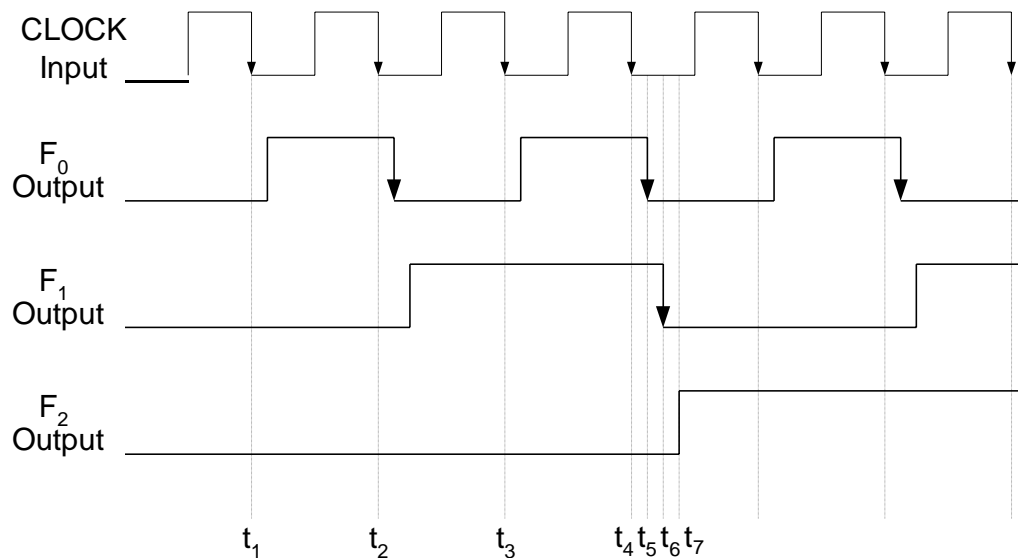 CLOCK
Input
F₀
Output
F₁
Output
F₂
Output
t₁ t₂ t₃ t₄ t₅ t₆ t₇